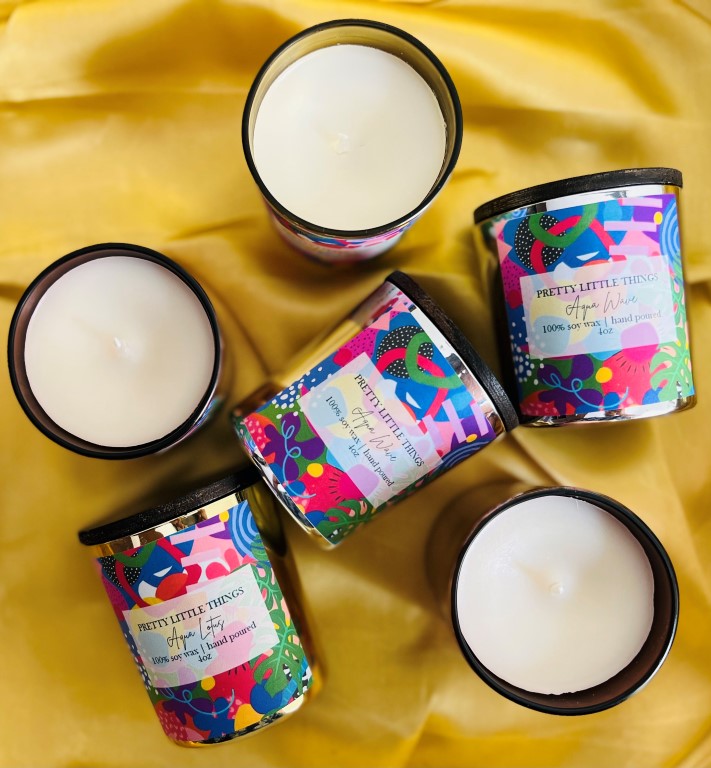 PRETTY LITTLE THINGS
Aqua Wave
100% soy wax | hand poured
4oz
PRETTY LITTLE THINGS
Aqua Wave
100% soy wax | hand poured
4oz
PRETTY LITTLE THINGS
Aqua Lotus
100% soy wax | hand poured
4oz